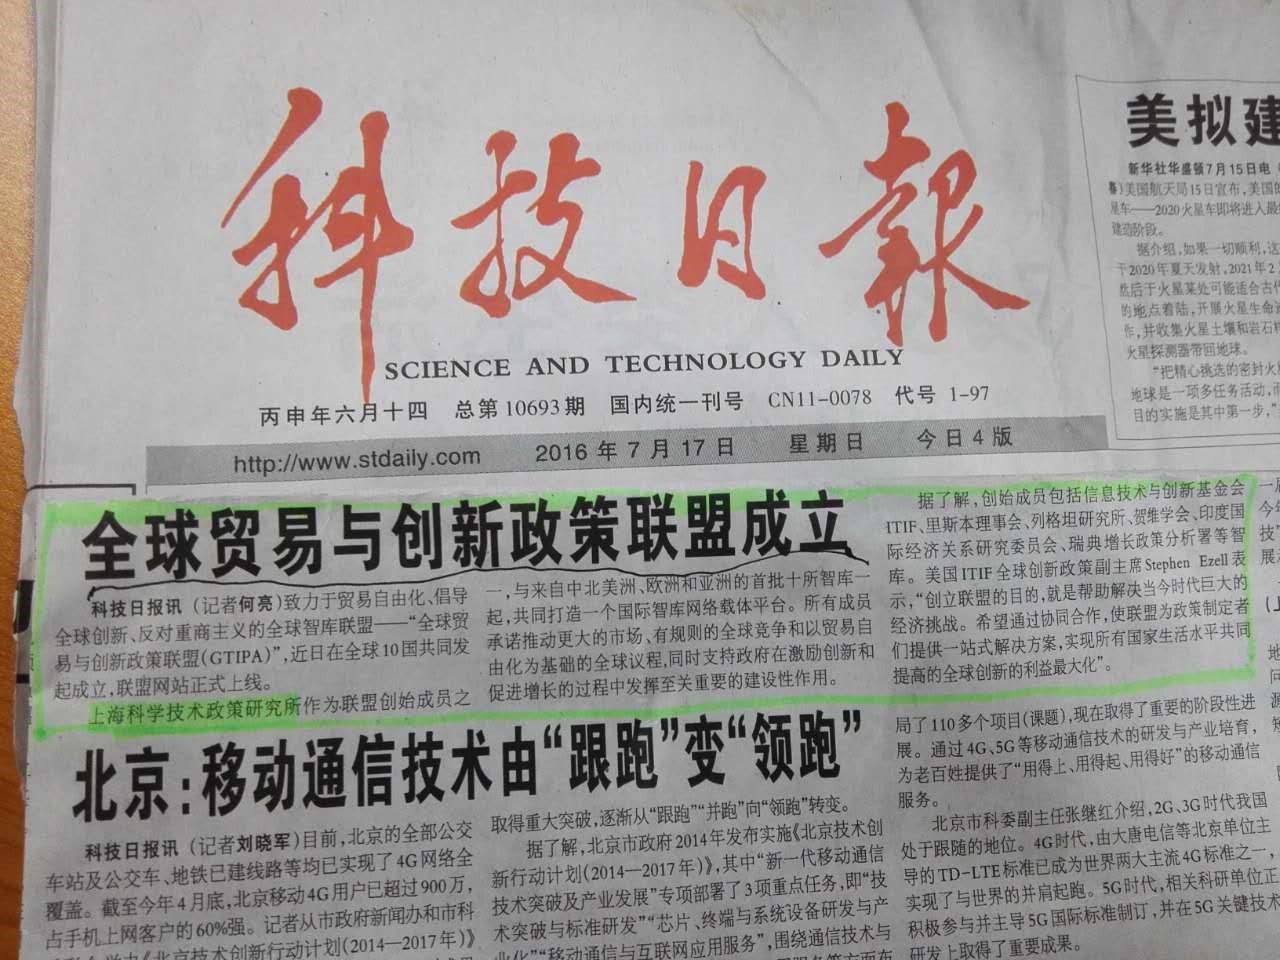 科技日報
SCIENCE AND TECHNOLOGY DAILY
丙申年六月十四 总第10693期 国内统一刊号 CN11-0078 代号 1-97
http://www.stdaily.com 2016年7月17日 星期日 今日4版
全球贸易与创新政策联盟成立
科技日报讯（记者何亮）致力于贸易自由化、倡导
全球创新、反对重商主义的全球智库联盟——“全球贸
易与创新政策联盟(GTIPA)”，近日在全球10国共同发
起成立，联盟网站正式上线。
上海科学技术政策研究所作为联盟创始成员之
一，与来自中北美洲、欧洲和亚洲的首批十所智库一
起，共同打造一个国际智库网络载体平台。所有成员
承诺推动更大的市场、有规则的全球竞争和以贸易自
由化为基础的全球议程，同时支持政府在激励创新和
促进增长的过程中发挥至关重要的建设性作用。
据了解，创始成员包括信息技术与创新基金会
ITIF、里斯本理事会、列格坦研究所、贺维学会、印度国
际经济关系研究委员会、瑞典增长政策分析署等智
库。美国ITIF全球创新政策副主席Stephen Ezell表
示，“创立联盟的目的，就是帮助解决当今时代巨大的
经济挑战。希望通过协同合作，使联盟为政策制定者
们提供一站式解决方案，实现所有国家生活水平共同
提高的全球创新的利益最大化”。
北京：移动通信技术由“跟跑”变“领跑”
科技日报讯（记者刘晓军）目前，北京的全部公交
车站及公交车、地铁已建线路等均已实现了4G网络全
覆盖。截至今年4月底，北京移动4G用户已超过900万，
占手机上网客户的60%强。记者从市政府新闻办和市科
技术创新行动计划(2014—2017年)》
取得重大突破，逐渐从“跟跑”“并跑”向“领跑”转变。
据了解，北京市政府2014年发布实施《北京技术创
新行动计划(2014—2017年)》，其中“新一代移动通信
技术突破及产业发展”专项部署了3项重点任务，即“技
术突破与标准研发”“芯片、终端与系统设备研发与产
业化”“移动通信与互联网应用服务”，围绕通信技术与
局了110多个项目(课题)，现在取得了重要的阶段性进
展。通过4G、5G等移动通信技术的研发与产业培育，
为老百姓提供了“用得上、用得起、用得好”的移动通信
服务。
北京市科委副主任张继红介绍，2G、3G时代我国
处于跟随的地位。4G时代，由大唐电信等北京单位主
导的TD-LTE标准已成为世界两大主流4G标准之一，
实现了与世界的并肩起跑。5G时代，相关科研单位正
积极参与并主导5G国际标准制订，并在5G关键技术
研发上取得了重要成果。
美拟建
新华社华盛顿7月15日电
美国航天局15日宣布，美国的
星车——2020火星车即将进入最
建造阶段。
据介绍，如果一切顺利，这
于2020年夏天发射，2021年2
然后于火星某处可能适合古代
的地点着陆，开展火星生命
作，并收集火星土壤和岩石
火星探测器带回地球。
“把精心挑选的密封火
地球是一项多任务活动，
目的实施是其中第一步，”